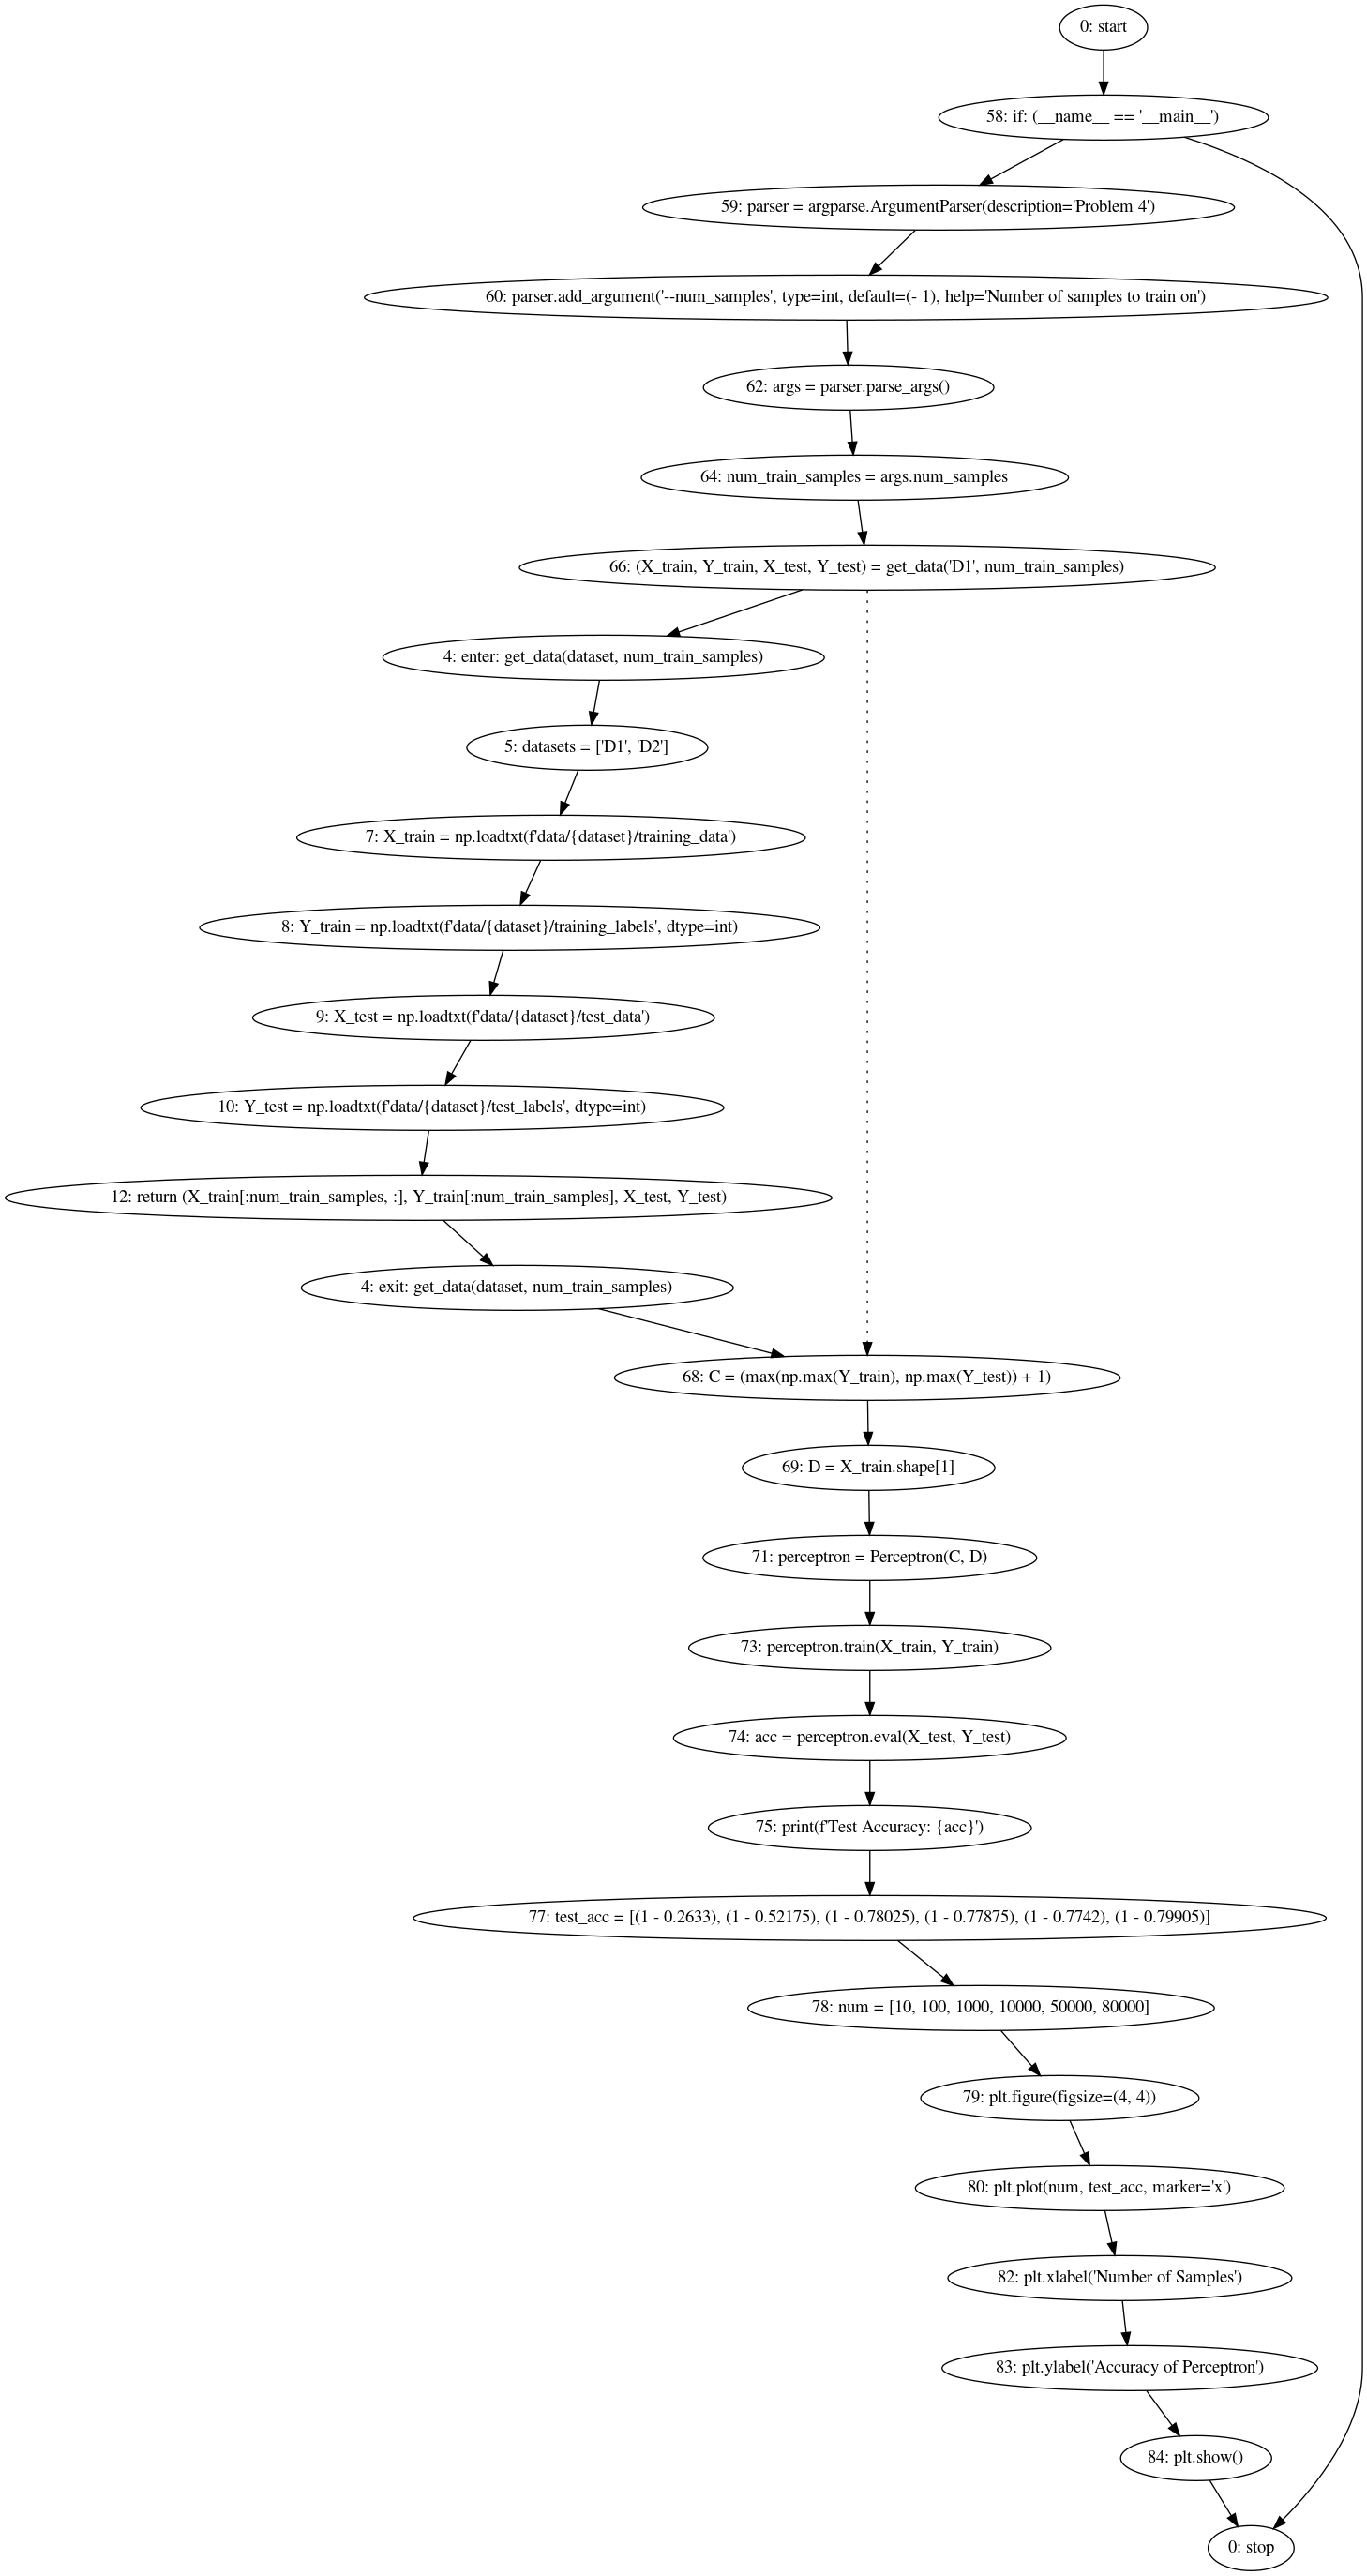 0: start
58: if: (__name__ == '__main__')
59: parser = argparse.ArgumentParser(description='Problem 4')
60: parser.add_argument('--num_samples', type=int, default=(- 1), help='Number of samples to train on')
62: args = parser.parse_args()
64: num_train_samples = args.num_samples
66: (X_train, Y_train, X_test, Y_test) = get_data('D1', num_train_samples)
4: enter: get_data(dataset, num_train_samples)
5: datasets = ['D1', 'D2']
7: X_train = np.loadtxt(f'data/{dataset}/training_data')
8: Y_train = np.loadtxt(f'data/{dataset}/training_labels', dtype=int)
9: X_test = np.loadtxt(f'data/{dataset}/test_data')
10: Y_test = np.loadtxt(f'data/{dataset}/test_labels', dtype=int)
12: return (X_train[:num_train_samples, :], Y_train[:num_train_samples], X_test, Y_test)
4: exit: get_data(dataset, num_train_samples)
68: C = (max(np.max(Y_train), np.max(Y_test)) + 1)
69: D = X_train.shape[1]
71: perceptron = Perceptron(C, D)
73: perceptron.train(X_train, Y_train)
74: acc = perceptron.eval(X_test, Y_test)
75: print(f'Test Accuracy: {acc}')
77: test_acc = [(1 - 0.2633), (1 - 0.52175), (1 - 0.78025), (1 - 0.77875), (1 - 0.7742), (1 - 0.79905)]
78: num = [10, 100, 1000, 10000, 50000, 80000]
79: plt.figure(figsize=(4, 4))
80: plt.plot(num, test_acc, marker='x')
82: plt.xlabel('Number of Samples')
83: plt.ylabel('Accuracy of Perceptron')
84: plt.show()
0: stop